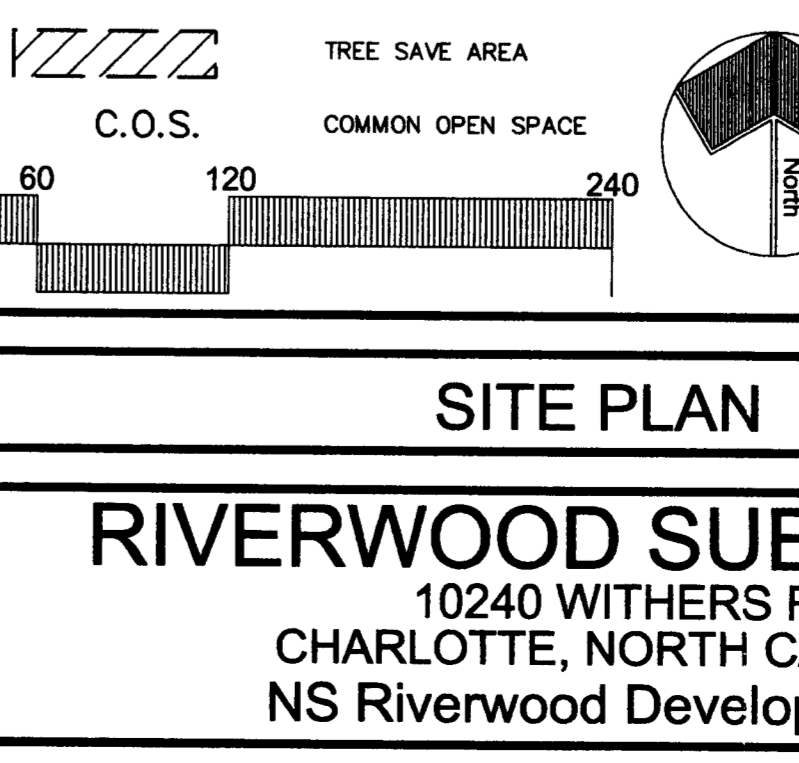 TREE SAVE AREA
C.O.S. COMMON OPEN SPACE
60 120 240
North
SITE PLAN
RIVERWOOD
10240 WITHERS
CHARLOTTE, NORTH
NS Riverwood